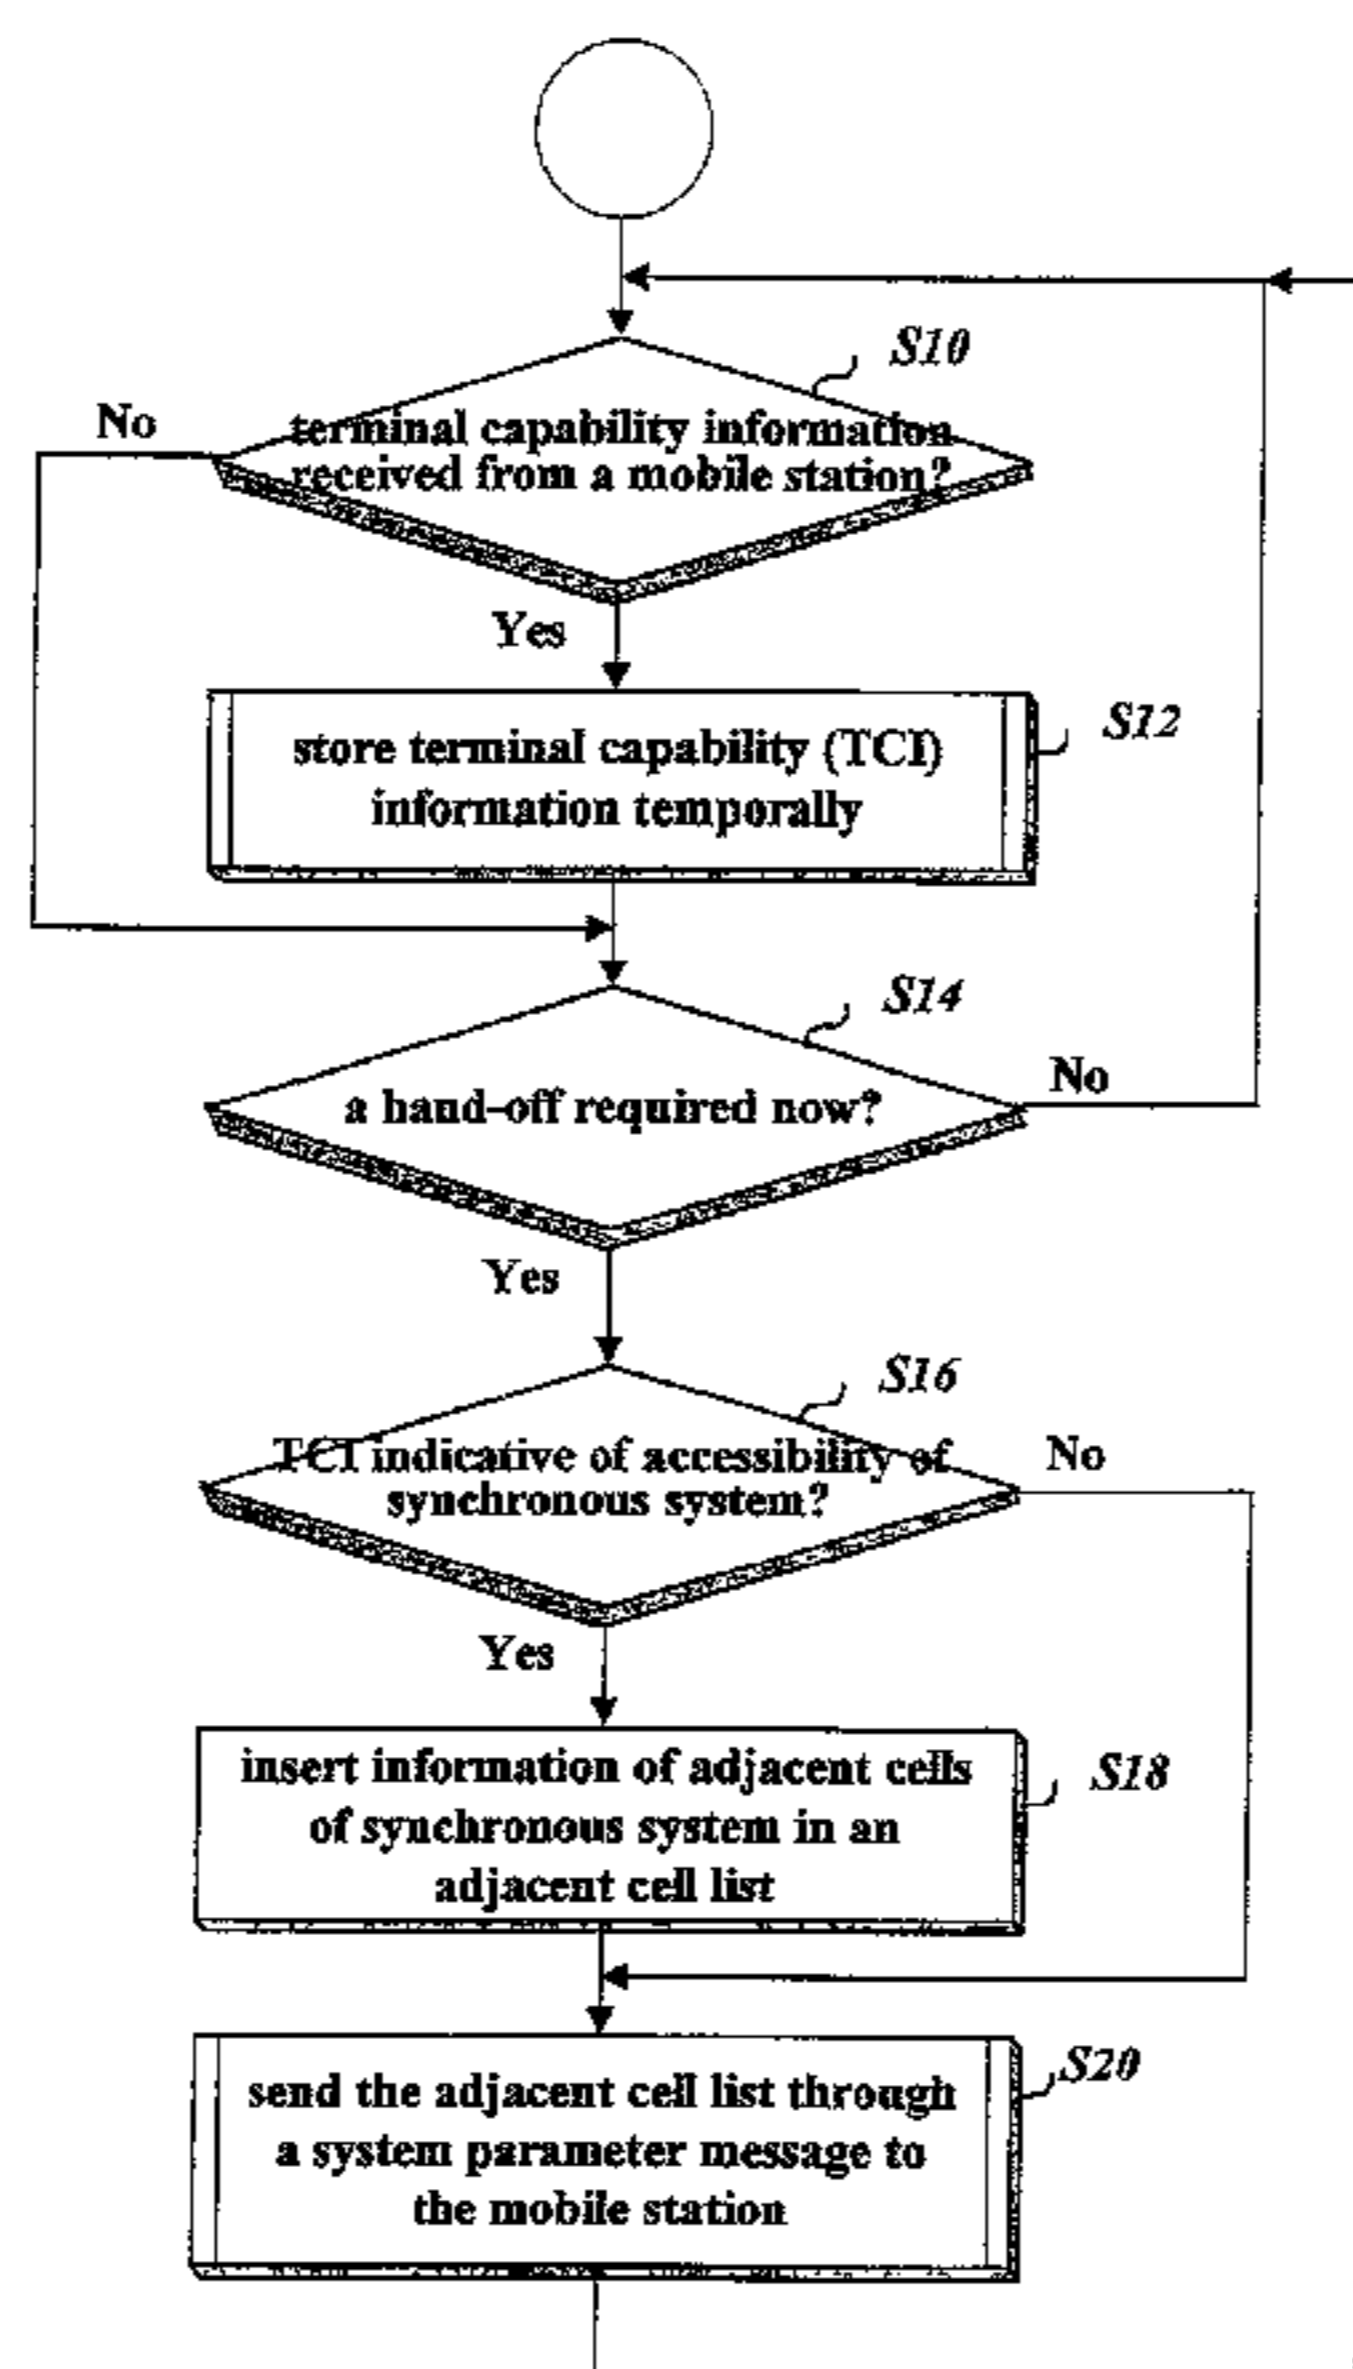 S10
No
terminal capability information
received from a mobile station?
Yes
S12
store terminal capability (TCI)
information temporally
S14
No
a hand-off required now?
Yes
S16
No
TCI indicative of accessibility of
synchronous system?
Yes
insert information of adjacent cells
S18
of synchronous system in an
adjacent cell list
S20
send the adjacent cell list through
a system parameter message to
the mobile station